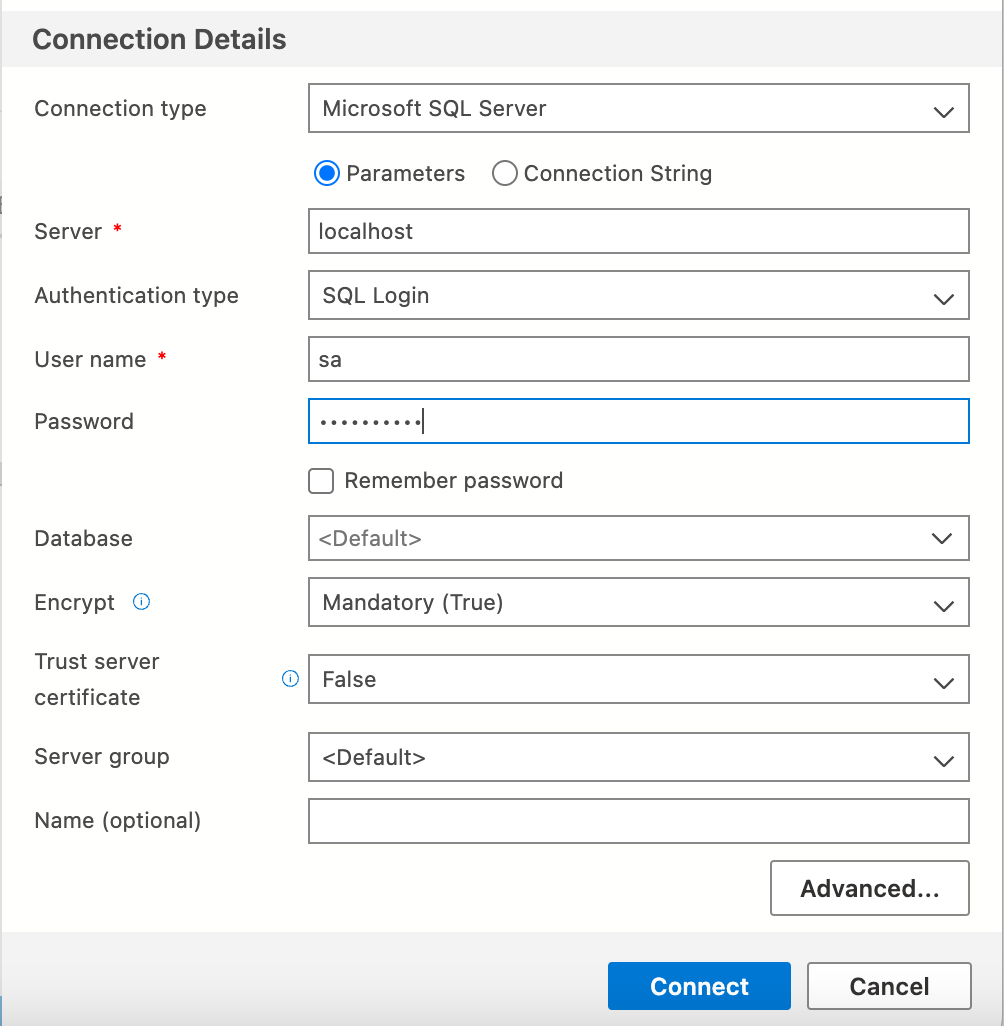 Connection Details
Connection type
Microsoft SQL Server
Parameters
Connection String
Server *
localhost
Authentication type
SQL Login
User name *
sa
Password
••••••••••
Remember password
Database
<Default>
Encrypt
Mandatory (True)
Trust server
certificate
False
Server group
<Default>
Name (optional)
Advanced...
Connect
Cancel